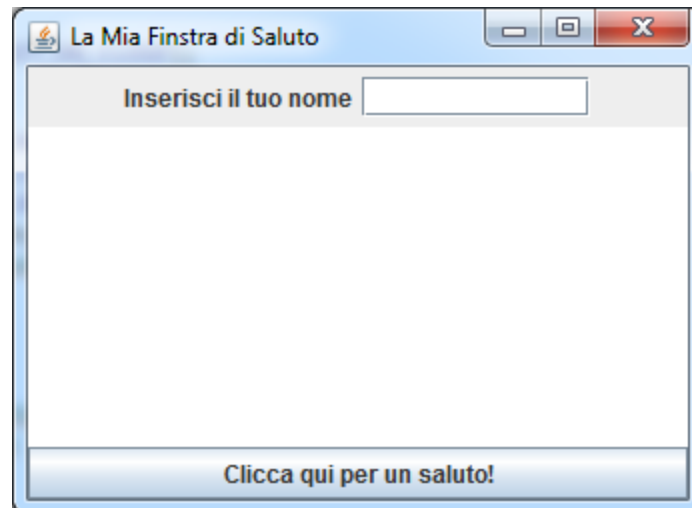 La Mia Finstra di Saluto
Inserisci il tuo nome
Clicca qui per un saluto!